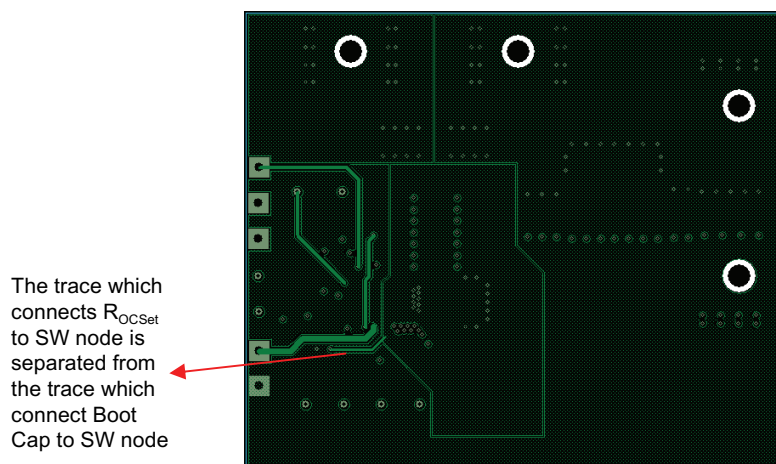 The trace which
connects R_OCSet
to SW node is
separated from
the trace which
connect Boot
Cap to SW node